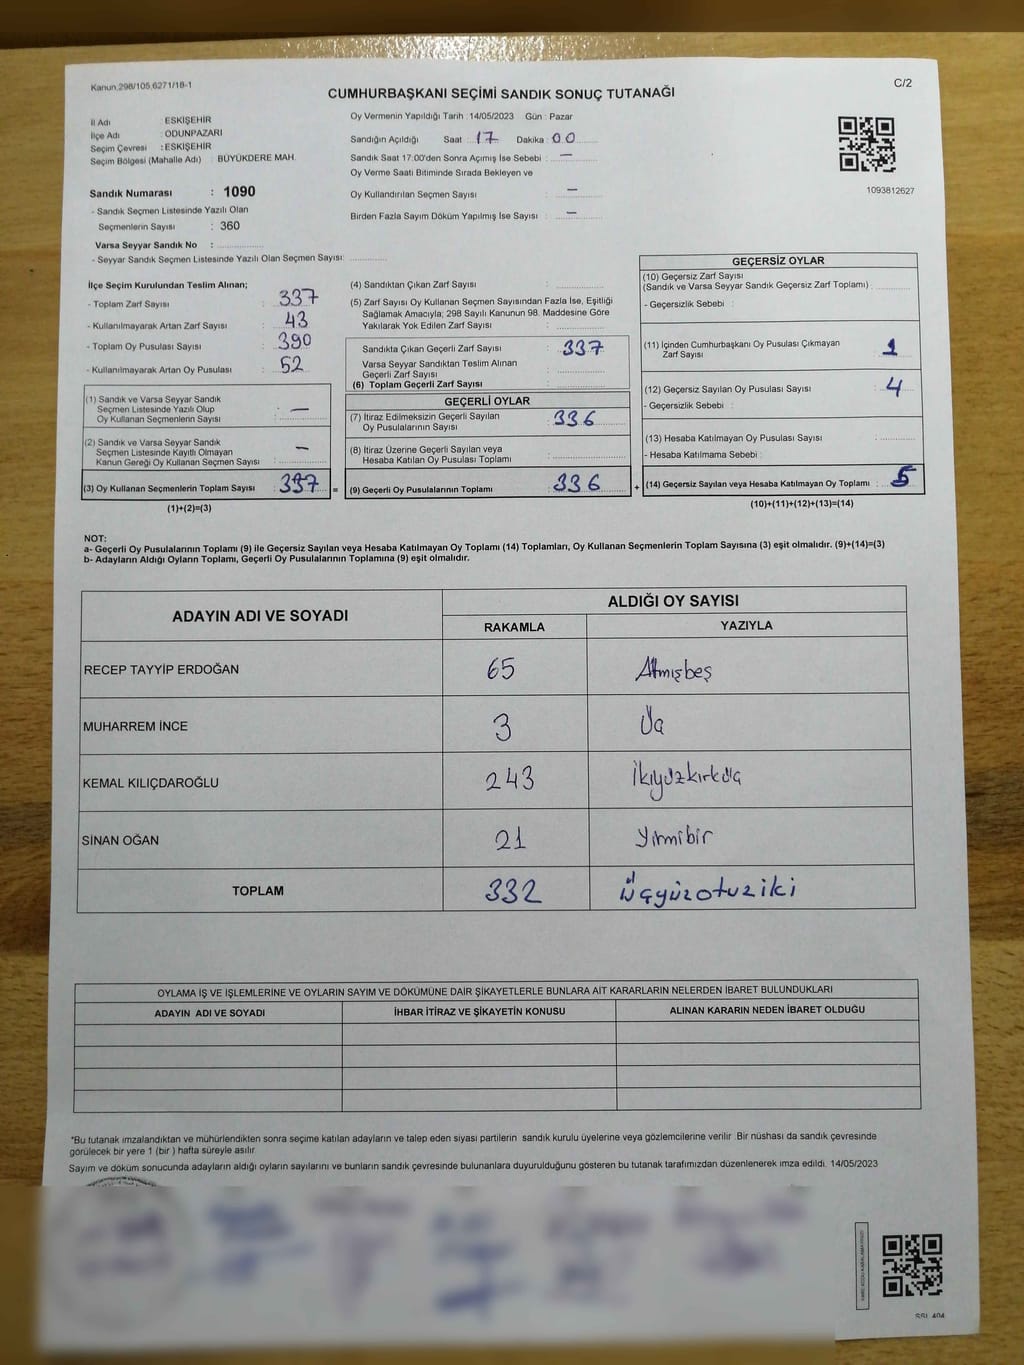 Kanun 298/105,6271/18-1
C/2
CUMHURBAŞKANI SEÇİMİ SANDIK SONUÇ TUTANAĞI
İl Adı : ESKİŞEHİR
İlçe Adı : ODUNPAZARI
Seçim Çevresi : ESKİŞEHİR
Seçim Bölgesi (Mahalle Adı) : BÜYÜKDERE MAH.
Sandık Numarası : 1090
- Sandık Seçmen Listesinde Yazılı Olan
Seçmenlerin Sayısı : 360
Varsa Seyyar Sandık No :
- Seyyar Sandık Seçmen Listesinde Yazılı Olan Seçmen Sayısı:
Oy Vermenin Yapıldığı Tarih : 14/05/2023 Gün : Pazar
Sandığın Açıldığı Saat 17 Dakika : 00
Sandık Saat 17:00'den Sonra Açımış İse Sebebi : —
Oy Verme Saati Bitiminde Sırada Bekleyen ve
Oy Kullandırılan Seçmen Sayısı : —
Birden Fazla Sayım Döküm Yapılmış İse Sayısı : —
1093812627
İlçe Seçim Kurulundan Teslim Alınan;
- Toplam Zarf Sayısı : 337
- Kullanılmayarak Artan Zarf Sayısı : 43
- Toplam Oy Pusulası Sayısı : 390
- Kullanılmayarak Artan Oy Pusulası : 52
(1) Sandık ve Varsa Seyyar Sandık
Seçmen Listesinde Yazılı Olup
Oy Kullanan Seçmenlerin Sayısı : —
(2) Sandık ve Varsa Seyyar Sandık
Seçmen Listesinde Kayıtlı Olmayan
Kanun Gereği Oy Kullanan Seçmen Sayısı : —
(3) Oy Kullanan Seçmenlerin Toplam Sayısı : 337 =
(1)+(2)=(3)
(4) Sandıktan Çıkan Zarf Sayısı :
(5) Zarf Sayısı Oy Kullanan Seçmen Sayısından Fazla İse, Eşitliği
Sağlamak Amacıyla; 298 Sayılı Kanunun 98. Maddesine Göre
Yakılarak Yok Edilen Zarf Sayısı :
Sandıkta Çıkan Geçerli Zarf Sayısı : 337
Varsa Seyyar Sandıktan Teslim Alınan
Geçerli Zarf Sayısı :
(6) Toplam Geçerli Zarf Sayısı :
GEÇERLİ OYLAR
(7) İtiraz Edilmeksizin Geçerli Sayılan
Oy Pusulalarının Sayısı : 336
(8) İtiraz Üzerine Geçerli Sayılan veya
Hesaba Katılan Oy Pusulası Toplamı :
(9) Geçerli Oy Pusulalarının Toplamı : 336 +
GEÇERSİZ OYLAR
(10) Geçersiz Zarf Sayısı
(Sandık ve Varsa Seyyar Sandık Geçersiz Zarf Toplamı) :
- Geçersizlik Sebebi :
(11) İçinden Cumhurbaşkanı Oy Pusulası Çıkmayan
Zarf Sayısı : 1
(12) Geçersiz Sayılan Oy Pusulası Sayısı : 4
- Geçersizlik Sebebi :
(13) Hesaba Katılmayan Oy Pusulası Sayısı :
- Hesaba Katılmama Sebebi :
(14) Geçersiz Sayılan veya Hesaba Katılmayan Oy Toplamı : 5
(10)+(11)+(12)+(13)=(14)
NOT:
a- Geçerli Oy Pusulalarının Toplamı (9) ile Geçersiz Sayılan veya Hesaba Katılmayan Oy Toplamı (14) Toplamları, Oy Kullanan Seçmenlerin Toplam Sayısına (3) eşit olmalıdır. (9)+(14)=(3)
b- Adayların Aldığı Oyların Toplamı, Geçerli Oy Pusulalarının Toplamına (9) eşit olmalıdır.
ADAYIN ADI VE SOYADI ALDIĞI OY SAYISI
RAKAMLA YAZIYLA
RECEP TAYYİP ERDOĞAN 65 Atmışbeş
MUHARREM İNCE 3 Üç
KEMAL KILIÇDAROĞLU 243 İkiyüzkırküç
SİNAN OĞAN 21 Yirmibir
TOPLAM 332 Üçyüzotuziki
OYLAMA İŞ VE İŞLEMLERİNE VE OYLARIN SAYIM VE DÖKÜMÜNE DAİR ŞİKAYETLERLE BUNLARA AİT KARARLARIN NELERDEN İBARET BULUNDUKLARI
ADAYIN ADI VE SOYADI İHBAR İTİRAZ VE ŞİKAYETİN KONUSU ALINAN KARARIN NEDEN İBARET OLDUĞU
*Bu tutanak imzalandıktan ve mühürlendikten sonra seçime katılan adayların ve talep eden siyasi partilerin sandık kurulu üyelerine veya gözlemcilerine verilir. Bir nüshası da sandık çevresinde
görülecek bir yere 1 (bir) hafta süreyle asılır.
Sayım ve döküm sonucunda adayların aldığı oyların sayılarını ve bunların sandık çevresinde bulunanlara duyurulduğunu gösteren bu tutanak tarafımızdan düzenlenerek imza edildi. 14/05/2023